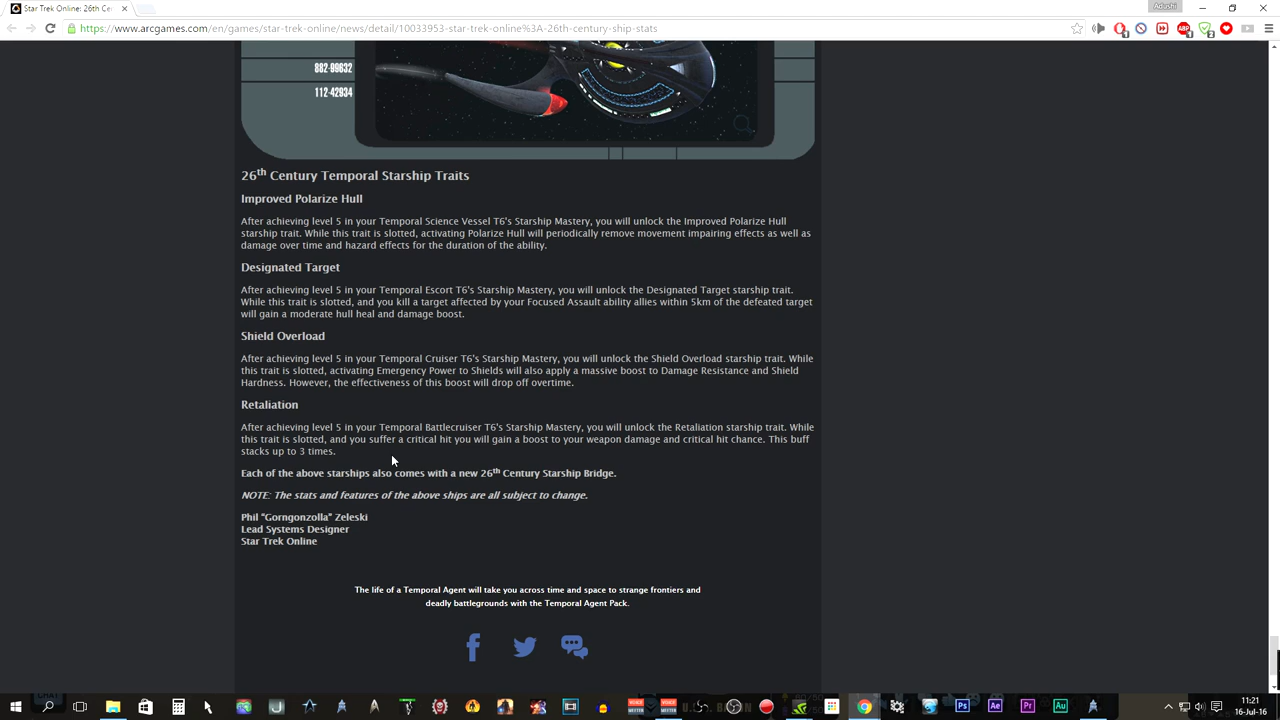 Star Trek Online: 26th Ce
Adushi
https://www.arcgames.com/en/games/star-trek-online/news/detail/10033953-star-trek-online%3A-26th-century-ship-stats
882-99632
112-42834
26th Century Temporal Starship Traits
Improved Polarize Hull
After achieving level 5 in your Temporal Science Vessel T6's Starship Mastery, you will unlock the Improved Polarize Hull
starship trait. While this trait is slotted, activating Polarize Hull will periodically remove movement impairing effects as well as
damage over time and hazard effects for the duration of the ability.
Designated Target
After achieving level 5 in your Temporal Escort T6's Starship Mastery, you will unlock the Designated Target starship trait.
While this trait is slotted, and you kill a target affected by your Focused Assault ability allies within 5km of the defeated target
will gain a moderate hull heal and damage boost.
Shield Overload
After achieving level 5 in your Temporal Cruiser T6's Starship Mastery, you will unlock the Shield Overload starship trait. While
this trait is slotted, activating Emergency Power to Shields will also apply a massive boost to Damage Resistance and Shield
Hardness. However, the effectiveness of this boost will drop off overtime.
Retaliation
After achieving level 5 in your Temporal Battlecruiser T6's Starship Mastery, you will unlock the Retaliation starship trait. While
this trait is slotted, and you suffer a critical hit you will gain a boost to your weapon damage and critical hit chance. This buff
stacks up to 3 times.
Each of the above starships also comes with a new 26th Century Starship Bridge.
NOTE: The stats and features of the above ships are all subject to change.
Phil “Gorngonzolla” Zeleski
Lead Systems Designer
Star Trek Online
The life of a Temporal Agent will take you across time and space to strange frontiers and
deadly battlegrounds with the Temporal Agent Pack.
11:21
16-Jul-16